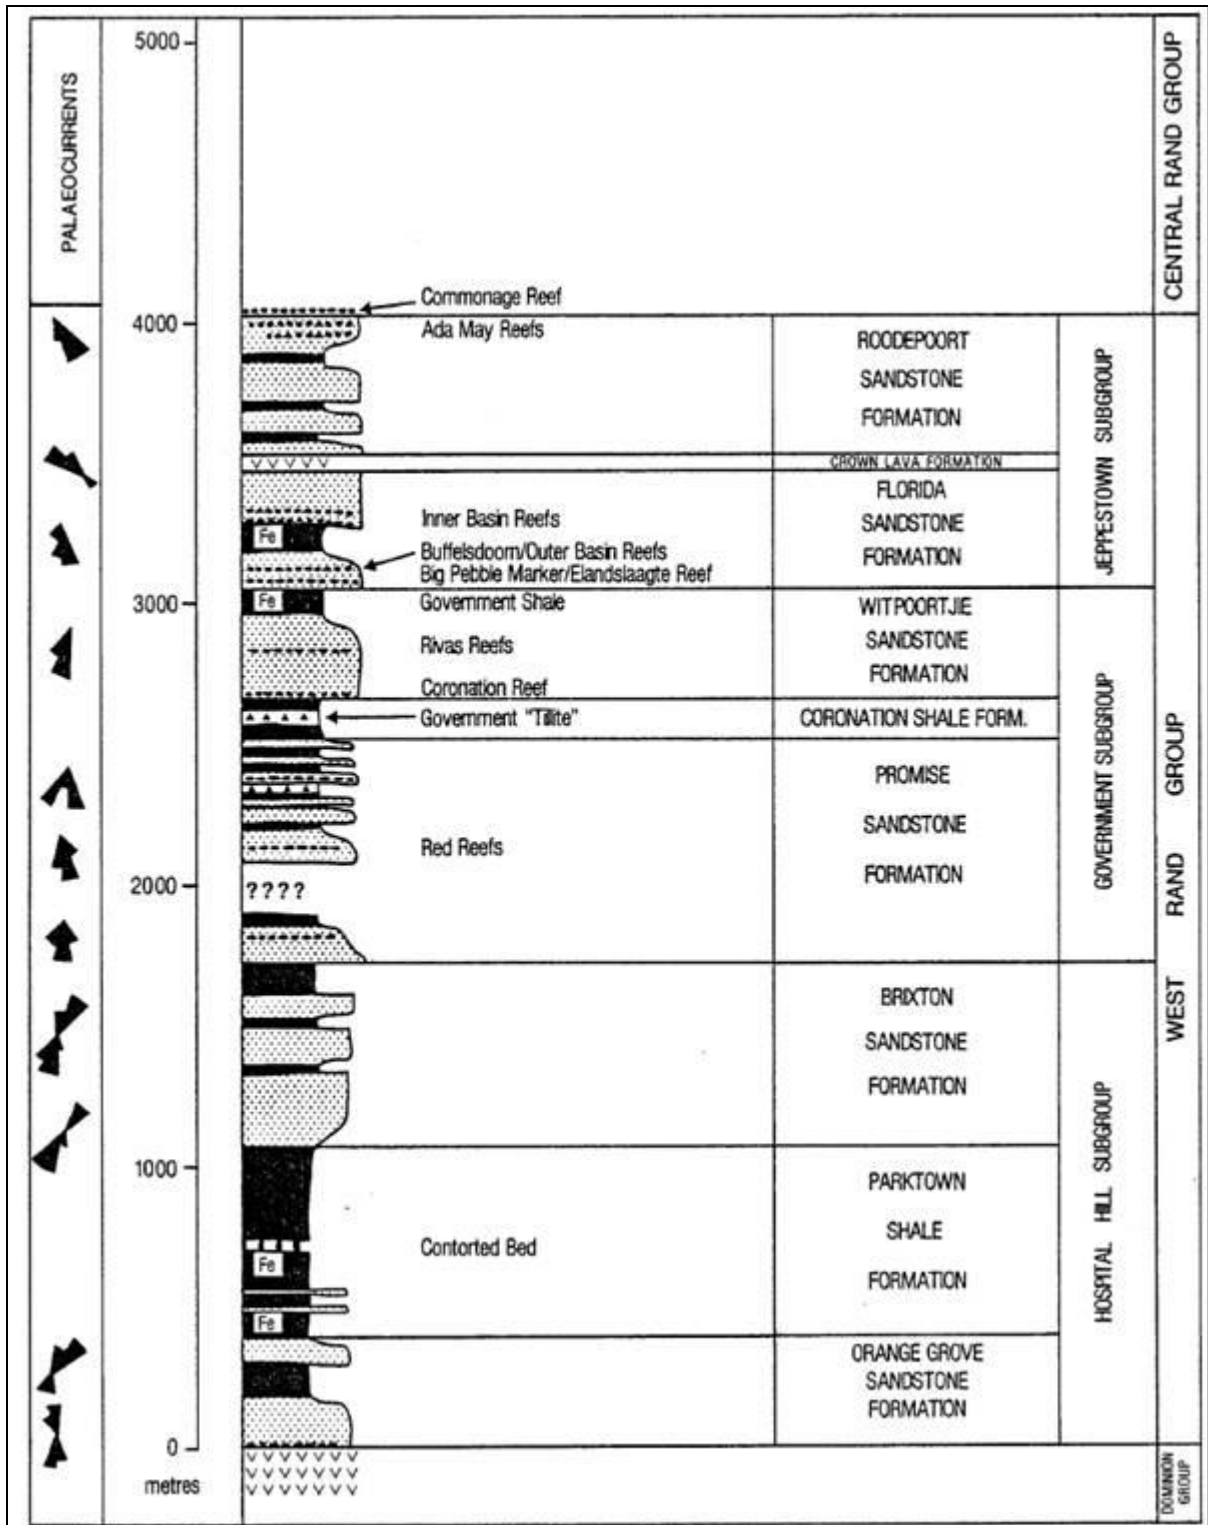 PALAEOCURRENTS
5000
4000
3000
2000
1000
0
metres
Commonage Reef
Ada May Reefs
Inner Basin Reefs
Buffelsdoorn/Outer Basin Reefs
Big Pebble Marker/Elandslaagte Reef
Government Shale
Rivas Reefs
Coronation Reef
Government "Tillite"
Red Reefs
Contorted Bed
Fe
Fe
? ? ? ?
Fe
Fe
ROODEPOORT
SANDSTONE
FORMATION
CROWN LAVA FORMATION
FLORIDA
SANDSTONE
FORMATION
WITPOORTJIE
SANDSTONE
FORMATION
CORONATION SHALE FORM.
PROMISE
SANDSTONE
FORMATION
BRIXTON
SANDSTONE
FORMATION
PARKTOWN
SHALE
FORMATION
ORANGE GROVE
SANDSTONE
FORMATION
JEPPESTOWN SUBGROUP
GOVERNMENT SUBGROUP
HOSPITAL HILL SUBGROUP
CENTRAL RAND GROUP
WEST RAND GROUP
DOMINION
GROUP